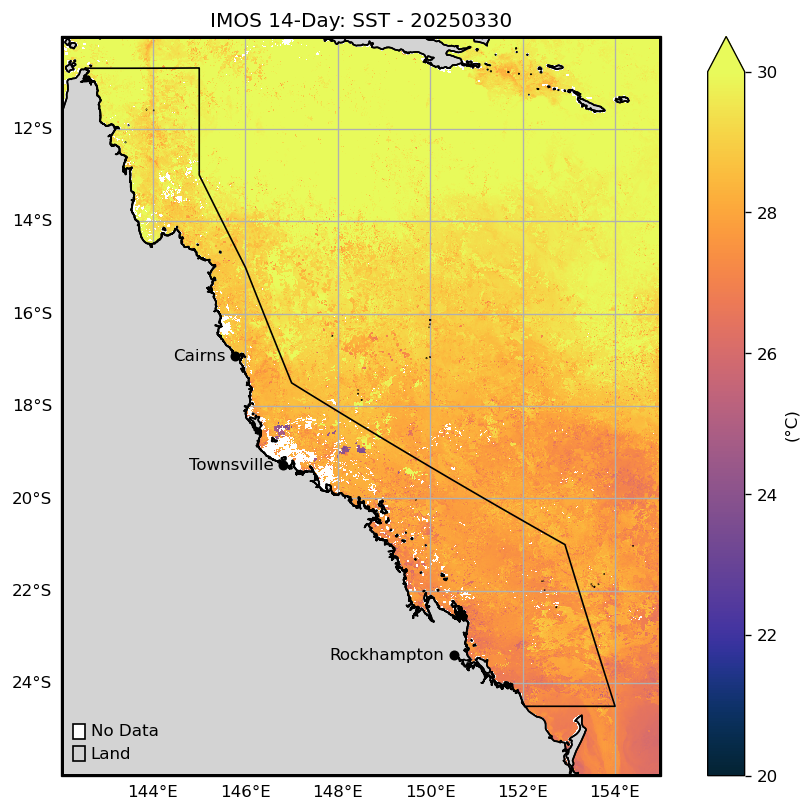 IMOS 14-Day: SST - 20250330
12°S
14°S
16°S
18°S
20°S
22°S
24°S
Cairns
Townsville
Rockhampton
No Data
Land
144°E 146°E 148°E 150°E 152°E 154°E
30
28
26
24
22
20
(°C)